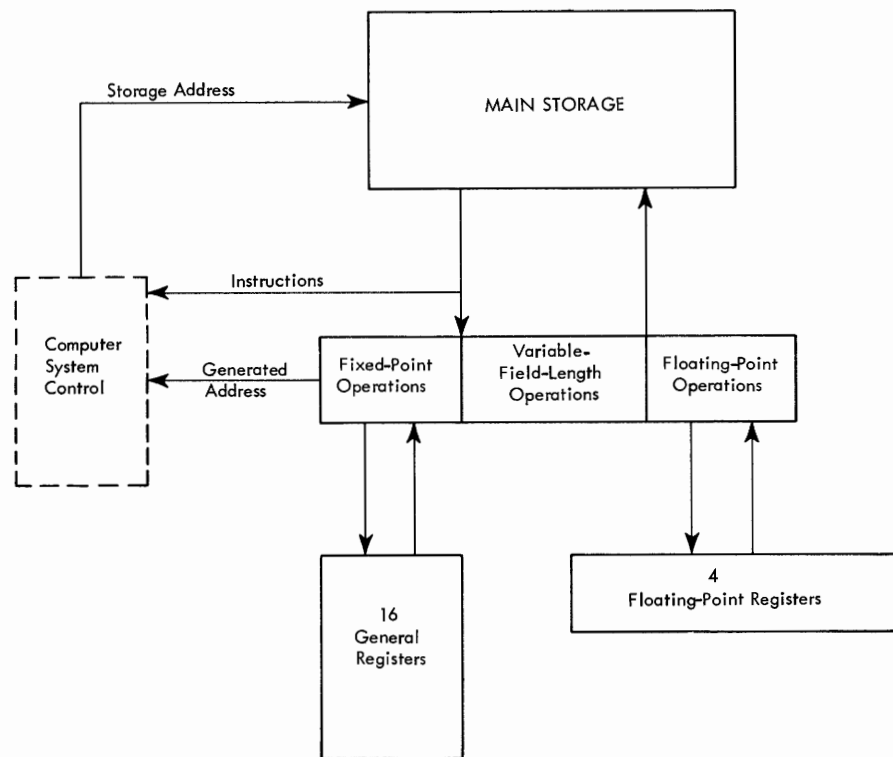 Storage Address
MAIN STORAGE
Instructions
Computer
System
Control
Generated
Address
Fixed-Point
Operations
Variable-
Field-Length
Operations
Floating-Point
Operations
16
General
Registers
4
Floating-Point Registers